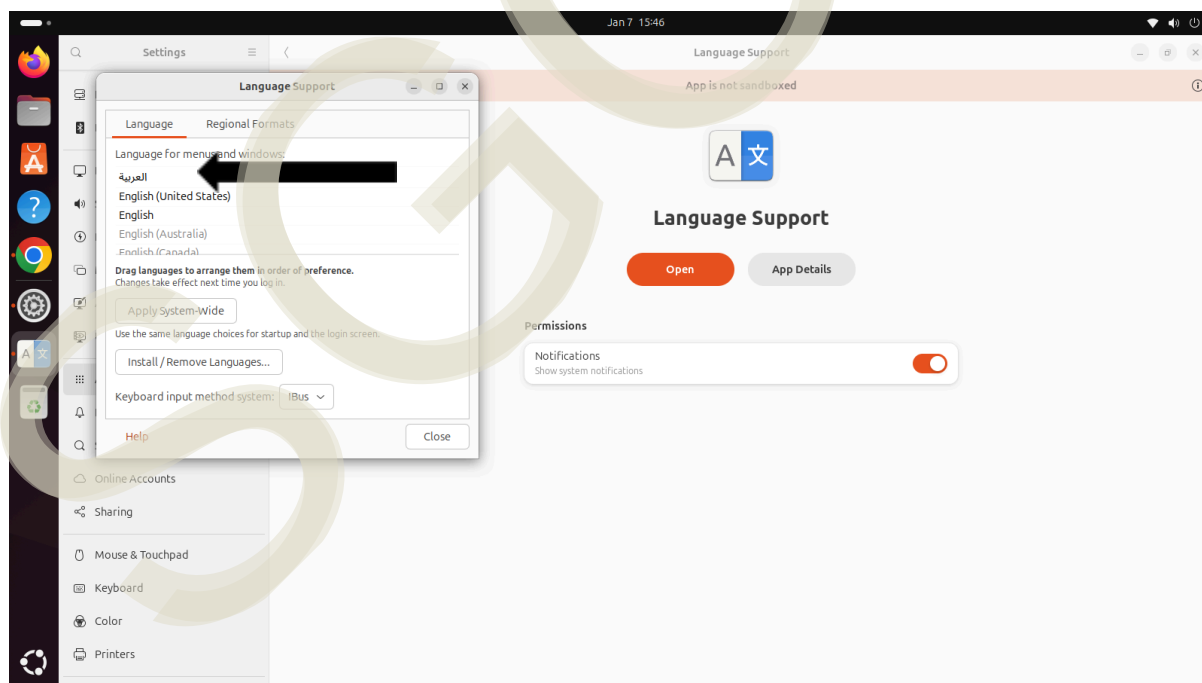 Jan 7 15:46
Settings
Language Support
App is not sandboxed
Language Support
Language
Regional Formats
Language for menus and windows:
العربية
English (United States)
English
English (Australia)
English (Canada)
Drag languages to arrange them in order of preference.
Changes take effect next time you log in.
Apply System-Wide
Use the same language choices for startup and the login screen.
Install / Remove Languages...
Keyboard input method system: IBus
Help
Close
A 文
Language Support
Open
App Details
Permissions
Notifications
Show system notifications
Online Accounts
Sharing
Mouse & Touchpad
Keyboard
Color
Printers